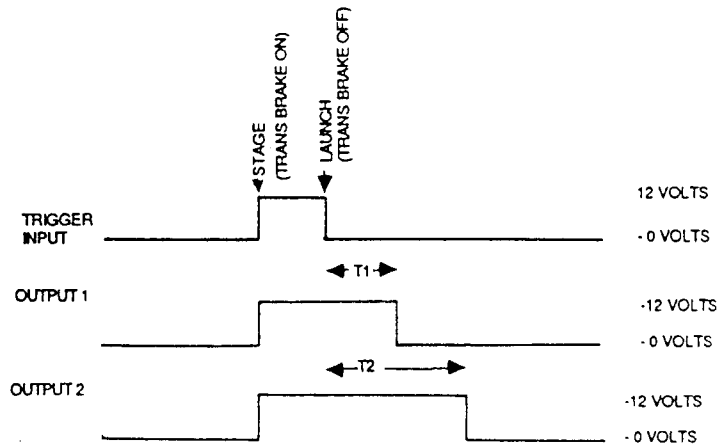 STAGE
(TRANS BRAKE ON)
LAUNCH
(TRANS BRAKE OFF)
12 VOLTS
TRIGGER
INPUT
- 0 VOLTS
T1
OUTPUT 1
-12 VOLTS
- 0 VOLTS
T2
OUTPUT 2
-12 VOLTS
- 0 VOLTS